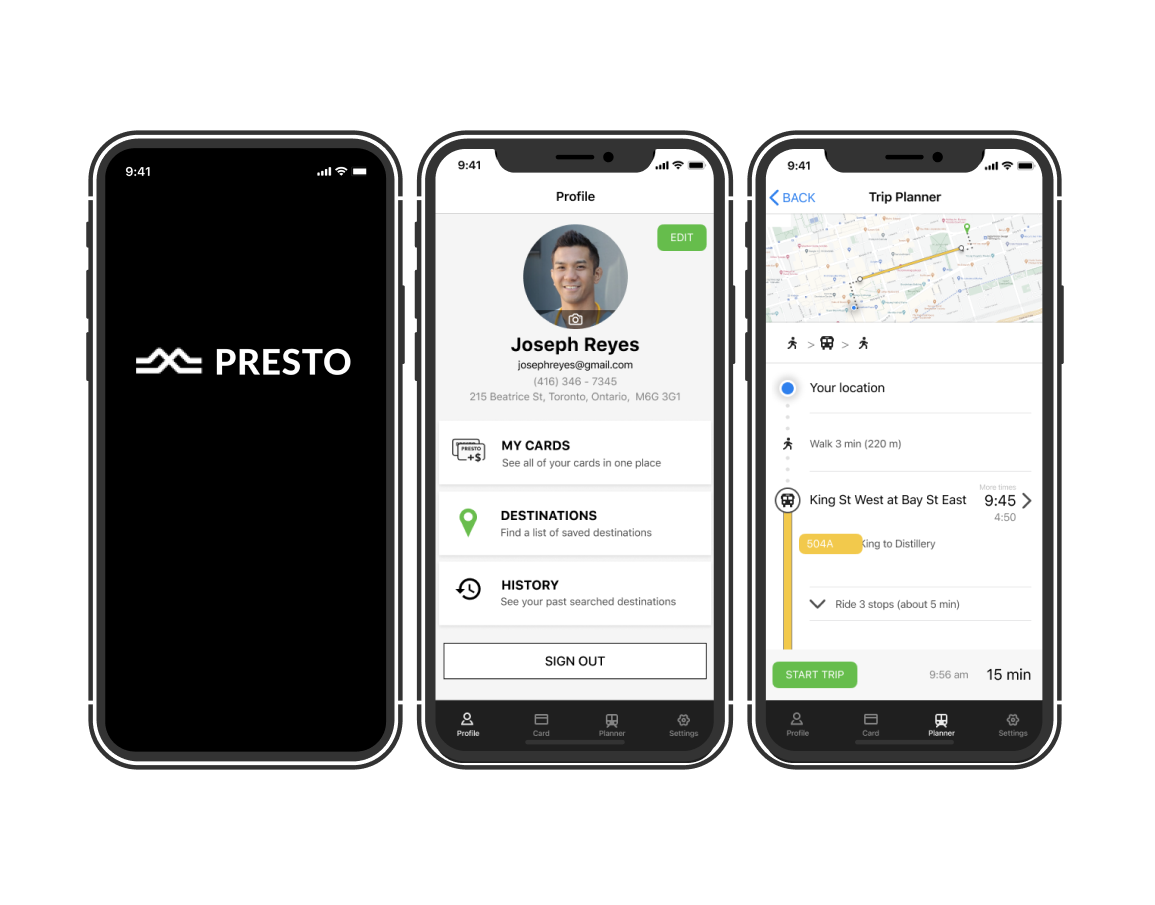 9:41
PRESTO
9:41
Profile
EDIT
Joseph Reyes
josephreyes@gmail.com
(416) 346 - 7345
215 Beatrice St, Toronto, Ontario, M6G 3G1
PRESTO
+$
MY CARDS
See all of your cards in one place
DESTINATIONS
Find a list of saved destinations
HISTORY
See your past searched destinations
SIGN OUT
Profile
Card
Planner
Settings
9:41
BACK
Trip Planner
> >
Your location
Walk 3 min (220 m)
More times
King St West at Bay St East 9:45
4:50
504A King to Distillery
Ride 3 stops (about 5 min)
START TRIP 9:56 am 15 min
Profile
Card
Planner
Settings